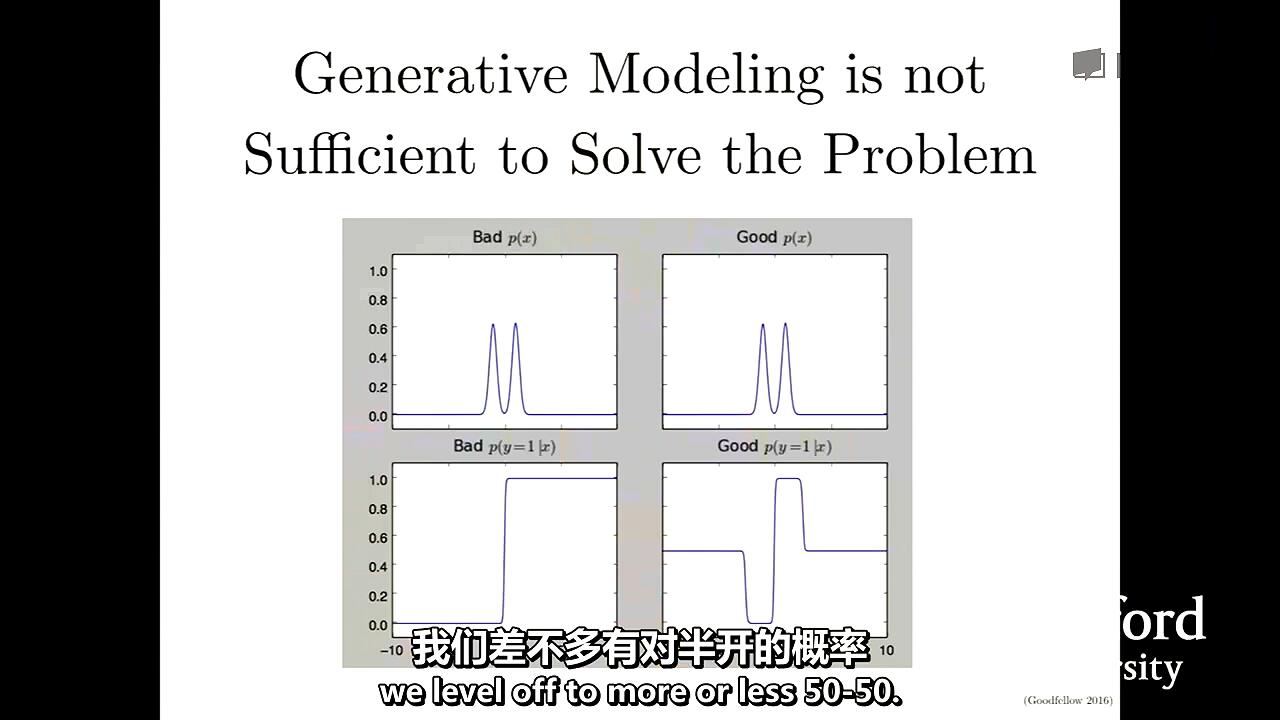 Generative Modeling is not
Sufficient to Solve the Problem
Bad p(x)
Good p(x)
1.0
0.8
0.6
0.4
0.2
0.0
Bad p(y=1|x)
Good p(y=1|x)
1.0
0.8
0.6
0.4
0.2
0.0
−10
10
我们差不多有对半开的概率
we level off to more or less 50-50.
ford
rsity
(Goodfellow 2016)